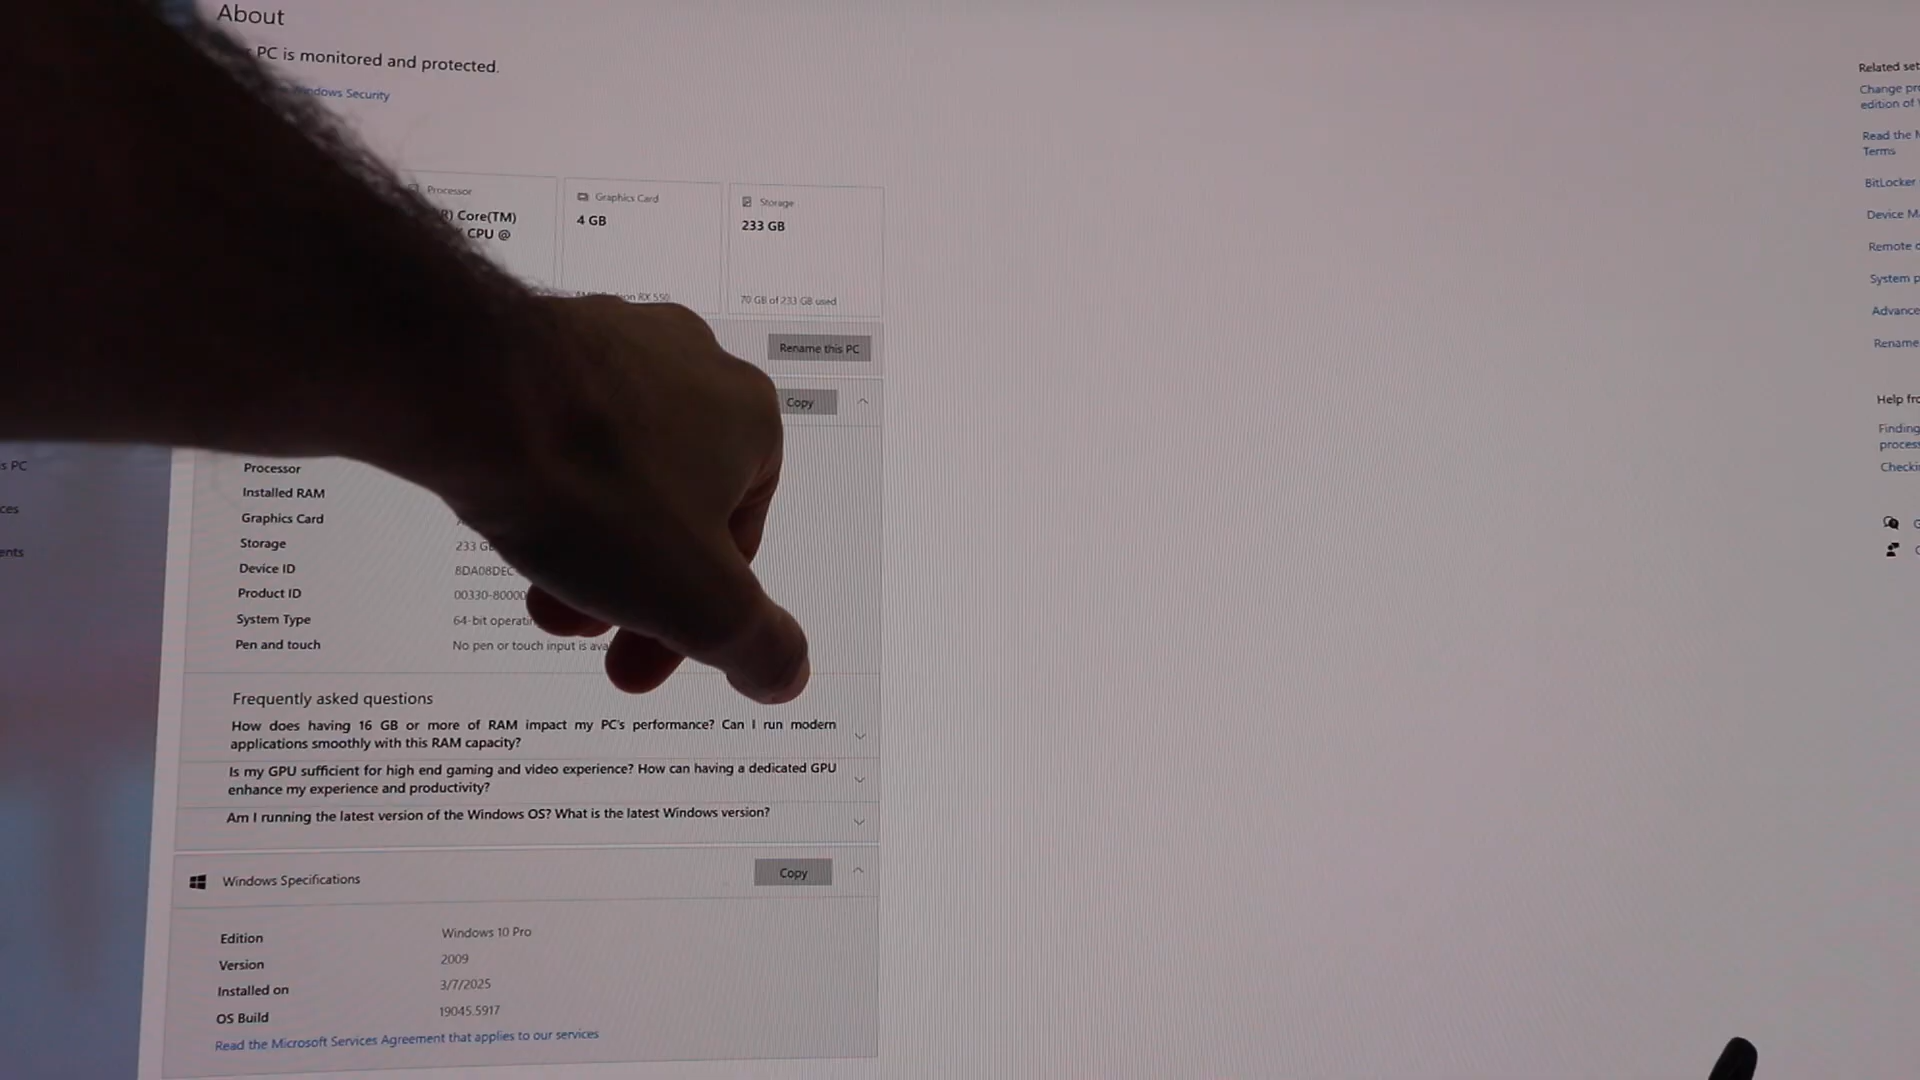 About
PC is monitored and protected.
Windows Security
Processor
Core(TM)
CPU @
Graphics Card
4 GB
RX 550
Storage
233 GB
70 GB of 233 GB used
Rename this PC
Copy
Processor
Installed RAM
Graphics Card
Storage 233
Device ID 8DA08DEC
Product ID 00330-80000
System Type 64-bit
Pen and touch No pen or touch input is
Frequently asked questions
How does having 16 GB or more of RAM impact my PC's performance? Can I run modern
applications smoothly with this RAM capacity?
Is my GPU sufficient for high end gaming and video experience? How can having a dedicated GPU
enhance my experience and productivity?
Am I running the latest version of the Windows OS? What is the latest Windows version?
Windows Specifications
Copy
Edition Windows 10 Pro
Version 2009
Installed on 3/7/2025
OS Build 19045.5917
Read the Microsoft Services Agreement that applies to our services
PC
Related
Change
edition of
Read the
Terms
BitLocker
Device
Remote
System
Advance
Rename
Help
Finding
process